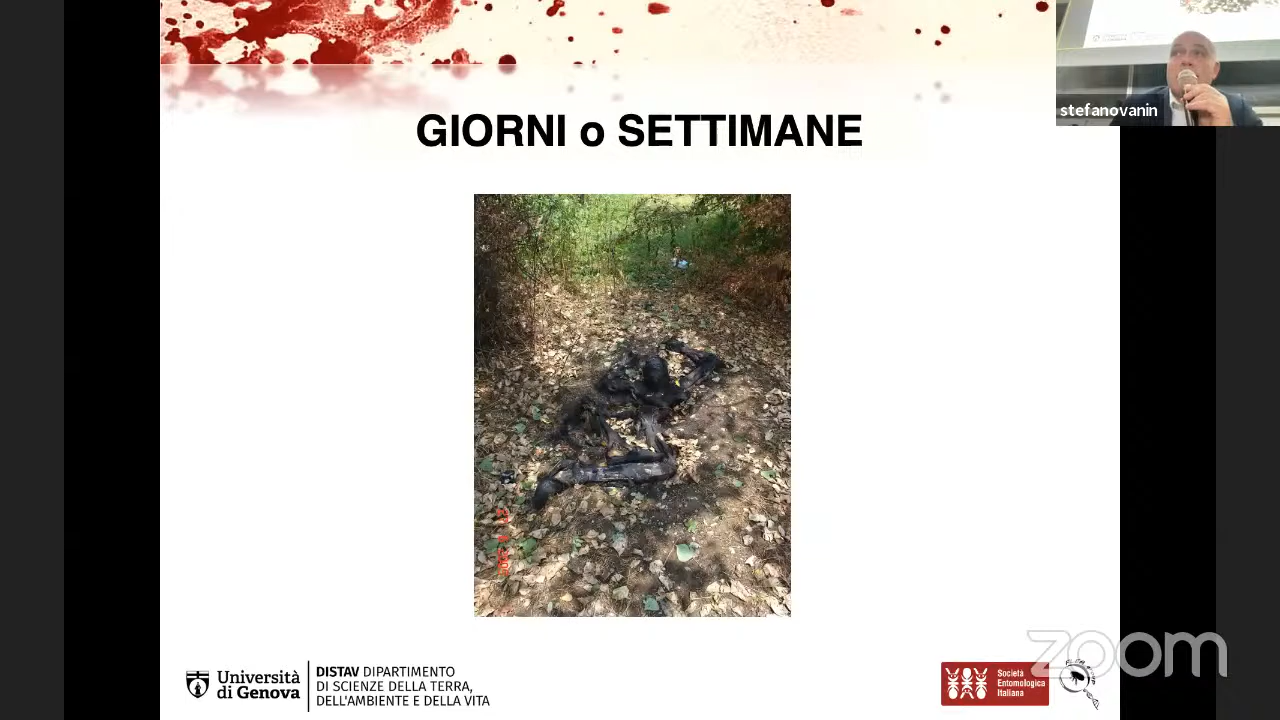 GIORNI o SETTIMANE
stefanovanin
Università
di Genova
DISTAV DIPARTIMENTO
DI SCIENZE DELLA TERRA,
DELL'AMBIENTE E DELLA VITA
Società
Entomologica
Italiana
zoom